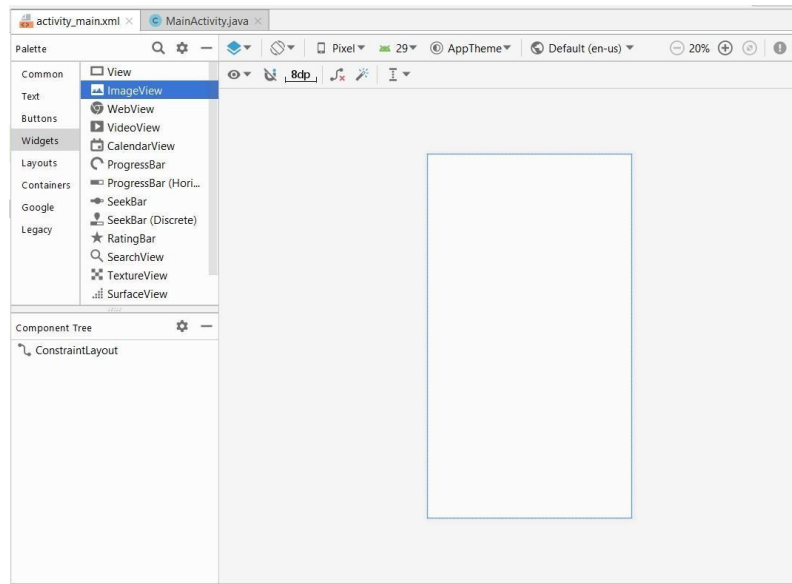 activity_main.xml MainActivity.java
Palette
Pixel 29 AppTheme Default (en-us) 20%
8dp
Common
Text
Buttons
Widgets
Layouts
Containers
Google
Legacy
View
ImageView
WebView
VideoView
CalendarView
ProgressBar
ProgressBar (Hori...
SeekBar
SeekBar (Discrete)
RatingBar
SearchView
TextureView
SurfaceView
Component Tree
ConstraintLayout